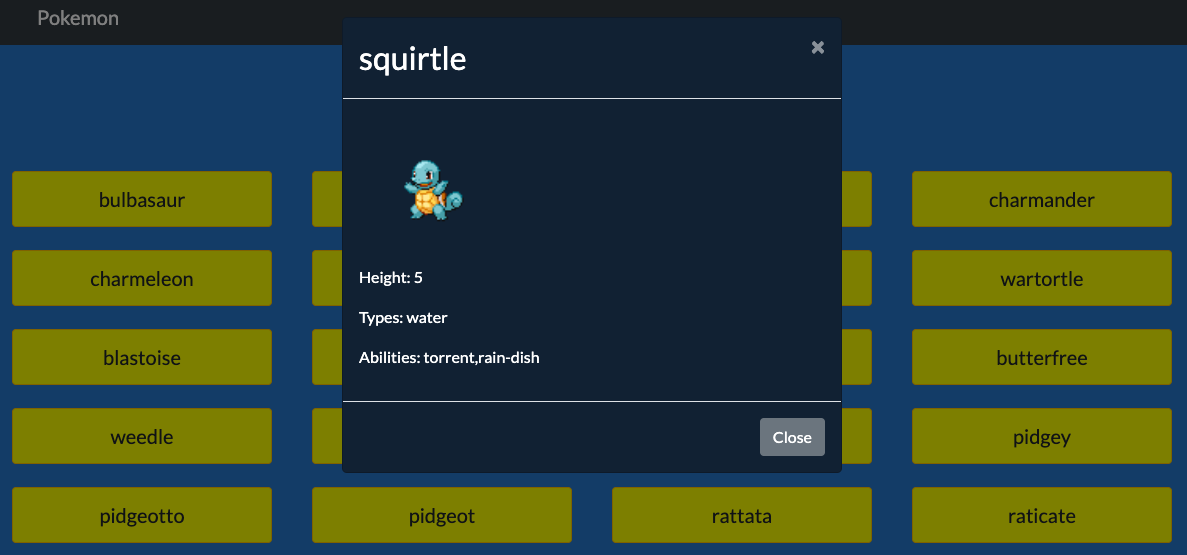 Pokemon
squirtle
×
Height: 5
Types: water
Abilities: torrent,rain-dish
Close
bulbasaur
charmander
charmeleon
wartortle
blastoise
butterfree
weedle
pidgey
pidgeotto
pidgeot
rattata
raticate